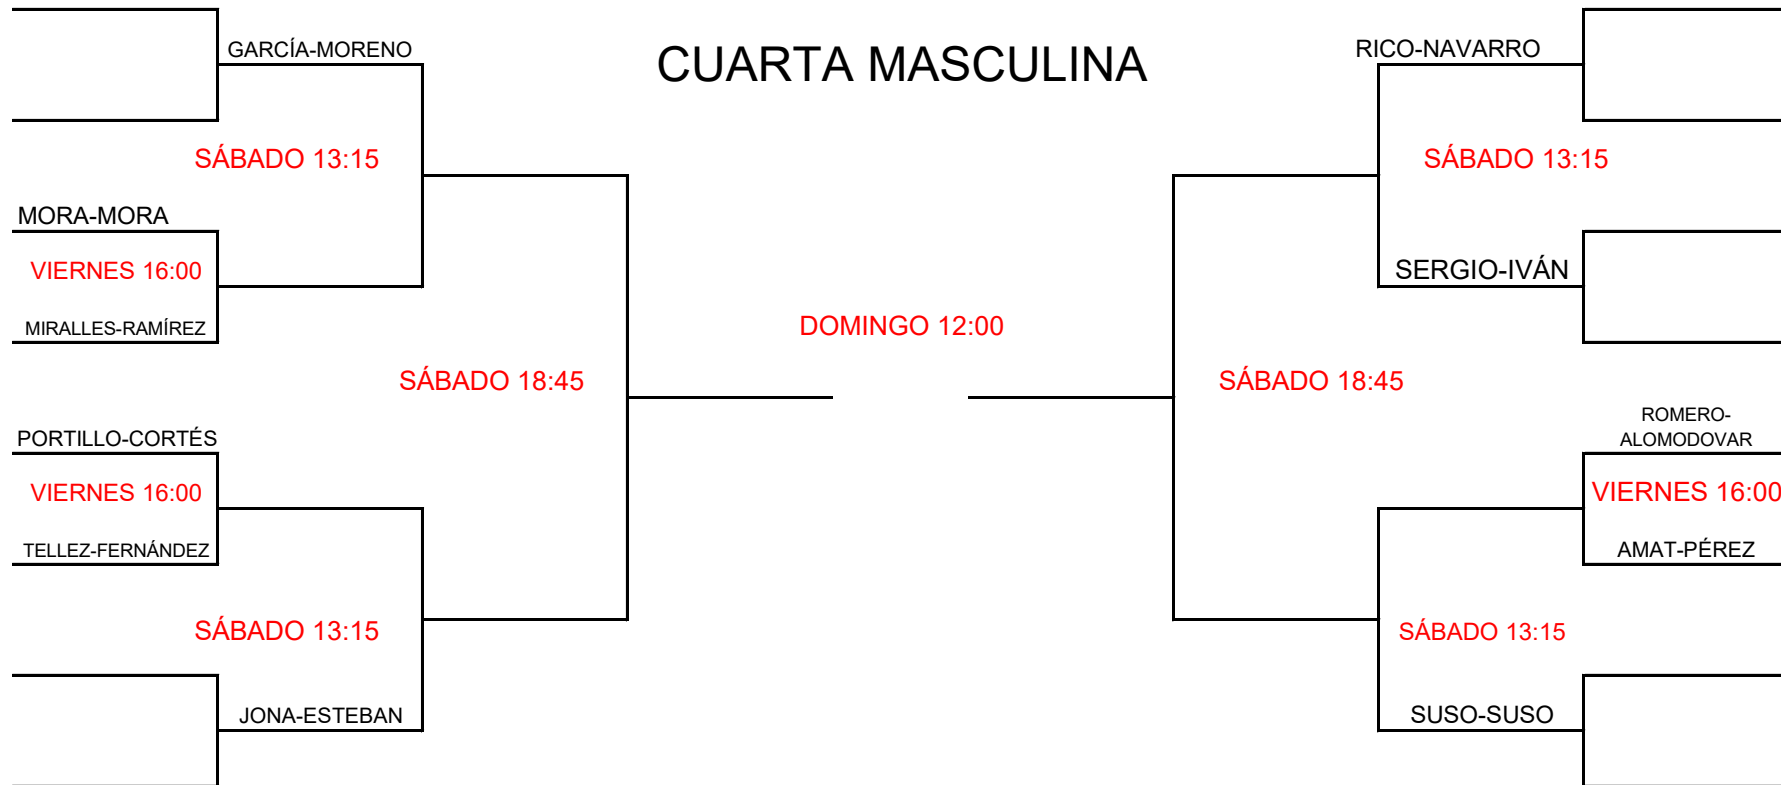 GARCÍA-MORENO
CUARTA MASCULINA
RICO-NAVARRO
SÁBADO 13:15
SÁBADO 13:15
MORA-MORA
VIERNES 16:00
SERGIO-IVÁN
MIRALLES-RAMÍREZ
DOMINGO 12:00
SÁBADO 18:45
SÁBADO 18:45
PORTILLO-CORTÉS
ROMERO-
ALOMODOVAR
VIERNES 16:00
VIERNES 16:00
TELLEZ-FERNÁNDEZ
AMAT-PÉREZ
SÁBADO 13:15
SÁBADO 13:15
JONA-ESTEBAN
SUSO-SUSO